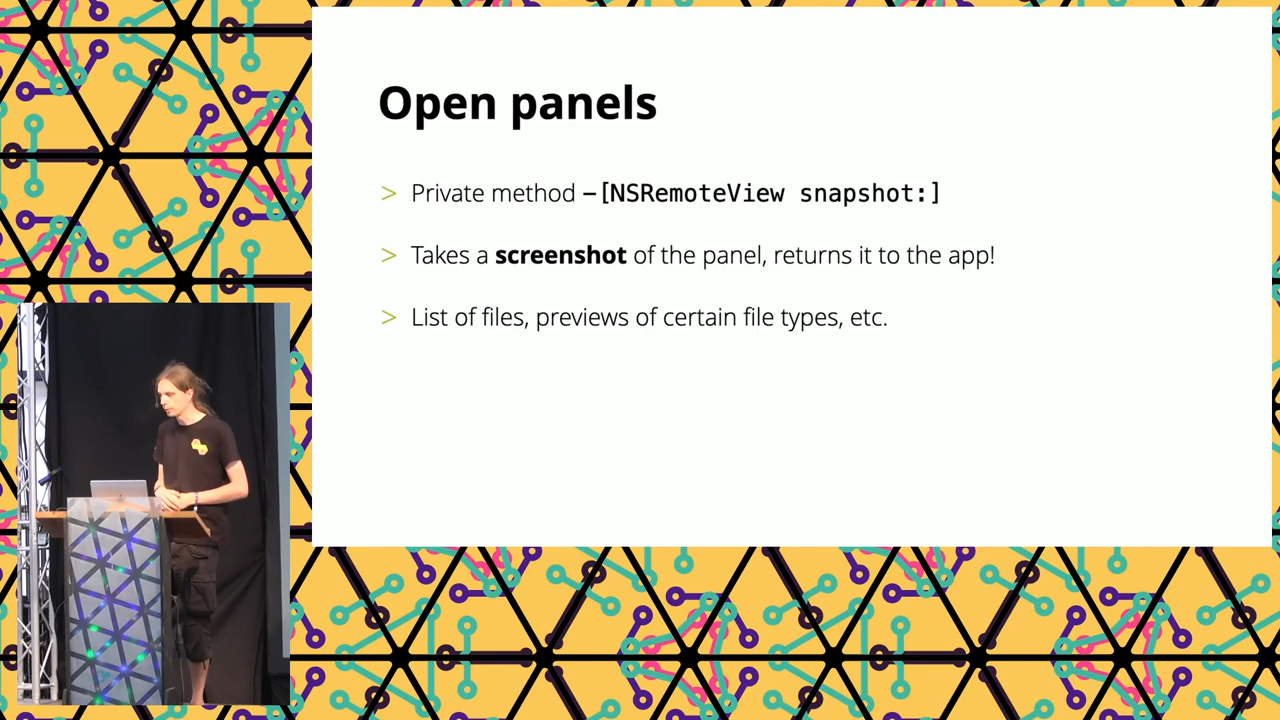 Open panels
> Private method –[NSRemoteView snapshot:]
> Takes a screenshot of the panel, returns it to the app!
> List of files, previews of certain file types, etc.